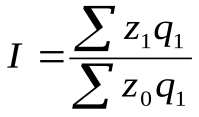 I = ∑ z₁q₁ / ∑ z₀q₁